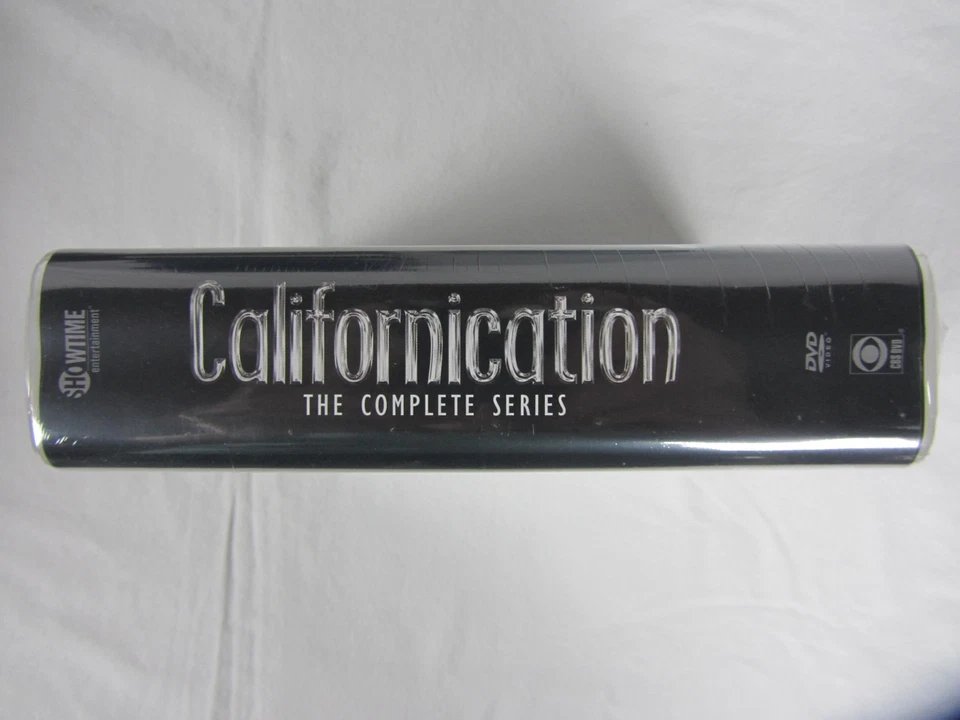 SHOWTIME
entertainment
Californication
THE COMPLETE SERIES
DVD
VIDEO
CBS DVD